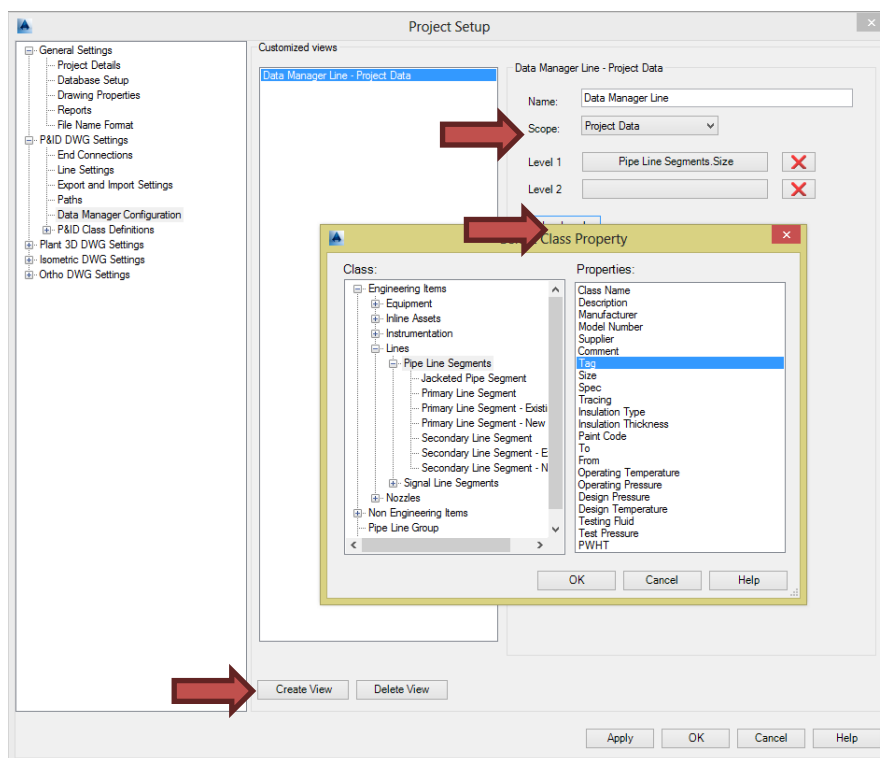 Project Setup
General Settings
Project Details
Database Setup
Drawing Properties
Reports
File Name Format
P&ID DWG Settings
End Connections
Line Settings
Export and Import Settings
Paths
Data Manager Configuration
P&ID Class Definitions
Plant 3D DWG Settings
Isometric DWG Settings
Ortho DWG Settings
Customized views
Data Manager Line - Project Data
Data Manager Line - Project Data
Name: Data Manager Line
Scope: Project Data
Level 1 Pipe Line Segments.Size
Level 2
Class Property
Class:
Engineering Items
Equipment
Inline Assets
Instrumentation
Lines
Pipe Line Segments
Jacketed Pipe Segment
Primary Line Segment
Primary Line Segment - Existi
Primary Line Segment - New
Secondary Line Segment
Secondary Line Segment - E
Secondary Line Segment - N
Signal Line Segments
Nozzles
Non Engineering Items
Pipe Line Group
Properties:
Class Name
Description
Manufacturer
Model Number
Supplier
Comment
Tag
Size
Spec
Tracing
Insulation Type
Insulation Thickness
Paint Code
To
From
Operating Temperature
Operating Pressure
Design Pressure
Design Temperature
Testing Fluid
Test Pressure
PWHT
OK Cancel Help
Create View Delete View
Apply OK Cancel Help